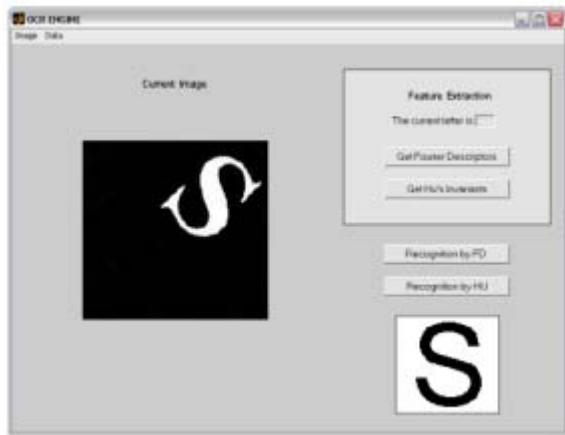 OCR ENGINE
Image Data
Current Image
S
Feature Extraction
The current letter is
Get Fourier Descriptors
Get Hu's Invariants
Recognition by FD
Recognition by HU
S